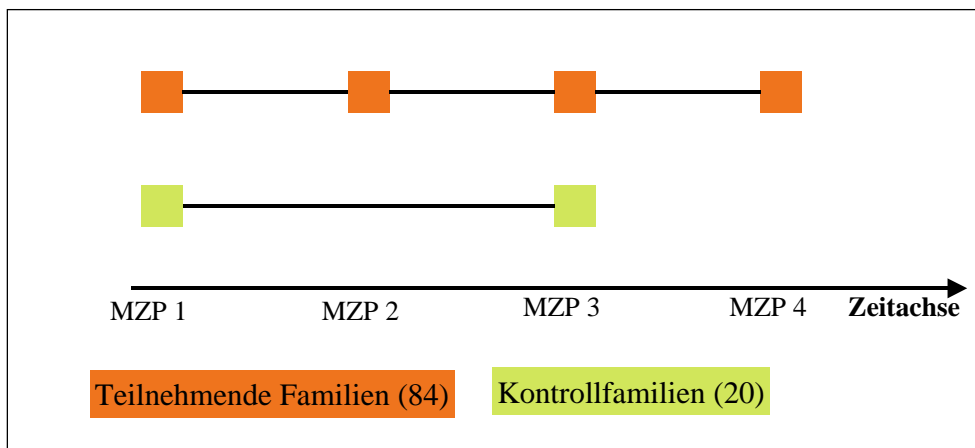 MZP 1 MZP 2 MZP 3 MZP 4 Zeitachse
Teilnehmende Familien (84) Kontrollfamilien (20)